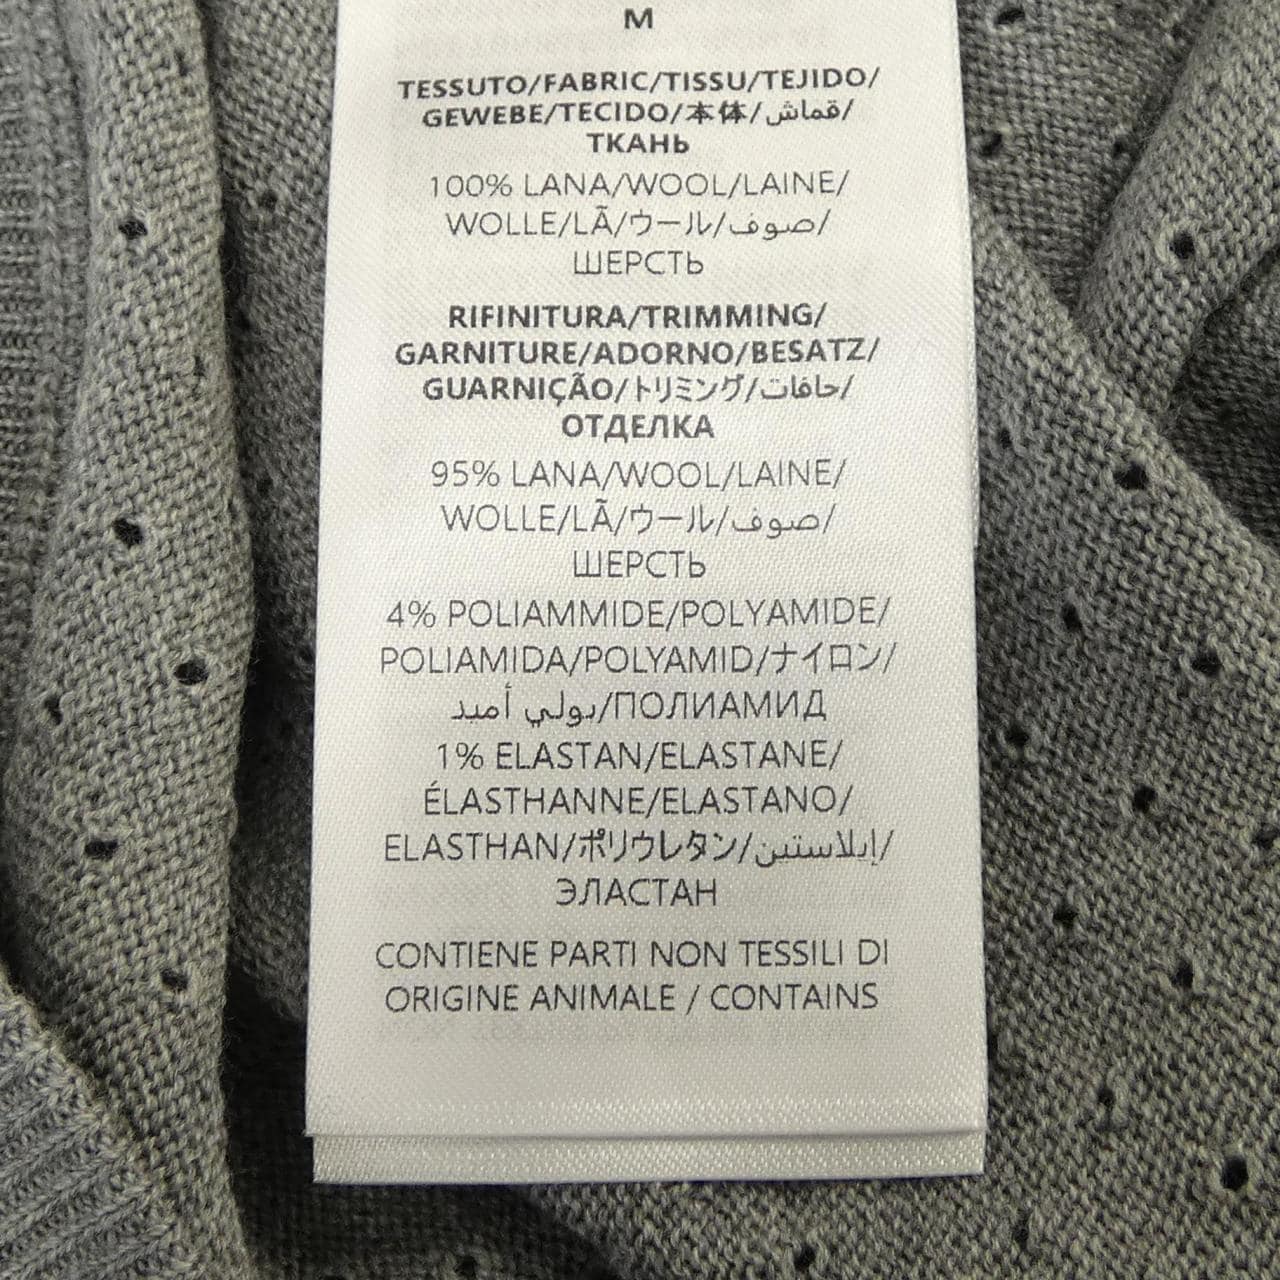 M
TESSUTO/FABRIC/TISSU/TEJIDO/
GEWEBE/TECIDO/本体/قماش/
ТКАНЬ
100% LANA/WOOL/LAINE/
WOLLE/LÃ/ウール/صوف/
ШЕРСТЬ
RIFINITURA/TRIMMING/
GARNITURE/ADORNO/BESATZ/
GUARNIÇÃO/トリミング/حافات/
ОТДЕЛКА
95% LANA/WOOL/LAINE/
WOLLE/LÃ/ウール/صوف/
ШЕРСТЬ
4% POLIAMMIDE/POLYAMIDE/
POLIAMIDA/POLYAMID/ナイロン/
بولي أميد/ПОЛИАМИД
1% ELASTAN/ELASTANE/
ÉLASTHANNE/ELASTANO/
ELASTHAN/ポリウレタン/إيلاستين/
ЭЛАСТАН
CONTIENE PARTI NON TESSILI DI
ORIGINE ANIMALE / CONTAINS